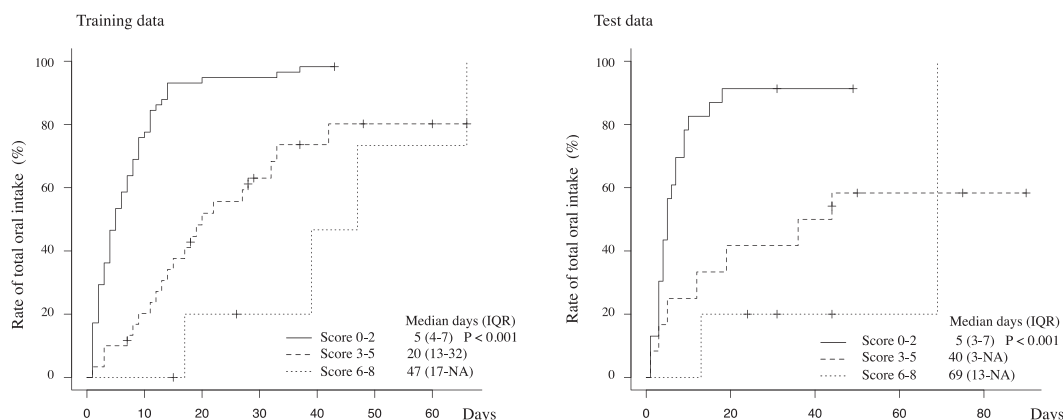 Training data
Rate of total oral intake (%)
100
80
60
40
20
0
Median days (IQR)
Score 0-2 5 (4-7) P < 0.001
Score 3-5 20 (13-32)
Score 6-8 47 (17-NA)
0 10 20 30 40 50 60 Days
Test data
Rate of total oral intake (%)
100
80
60
40
20
0
Median days (IQR)
Score 0-2 5 (3-7) P < 0.001
Score 3-5 40 (3-NA)
Score 6-8 69 (13-NA)
0 20 40 60 80 Days